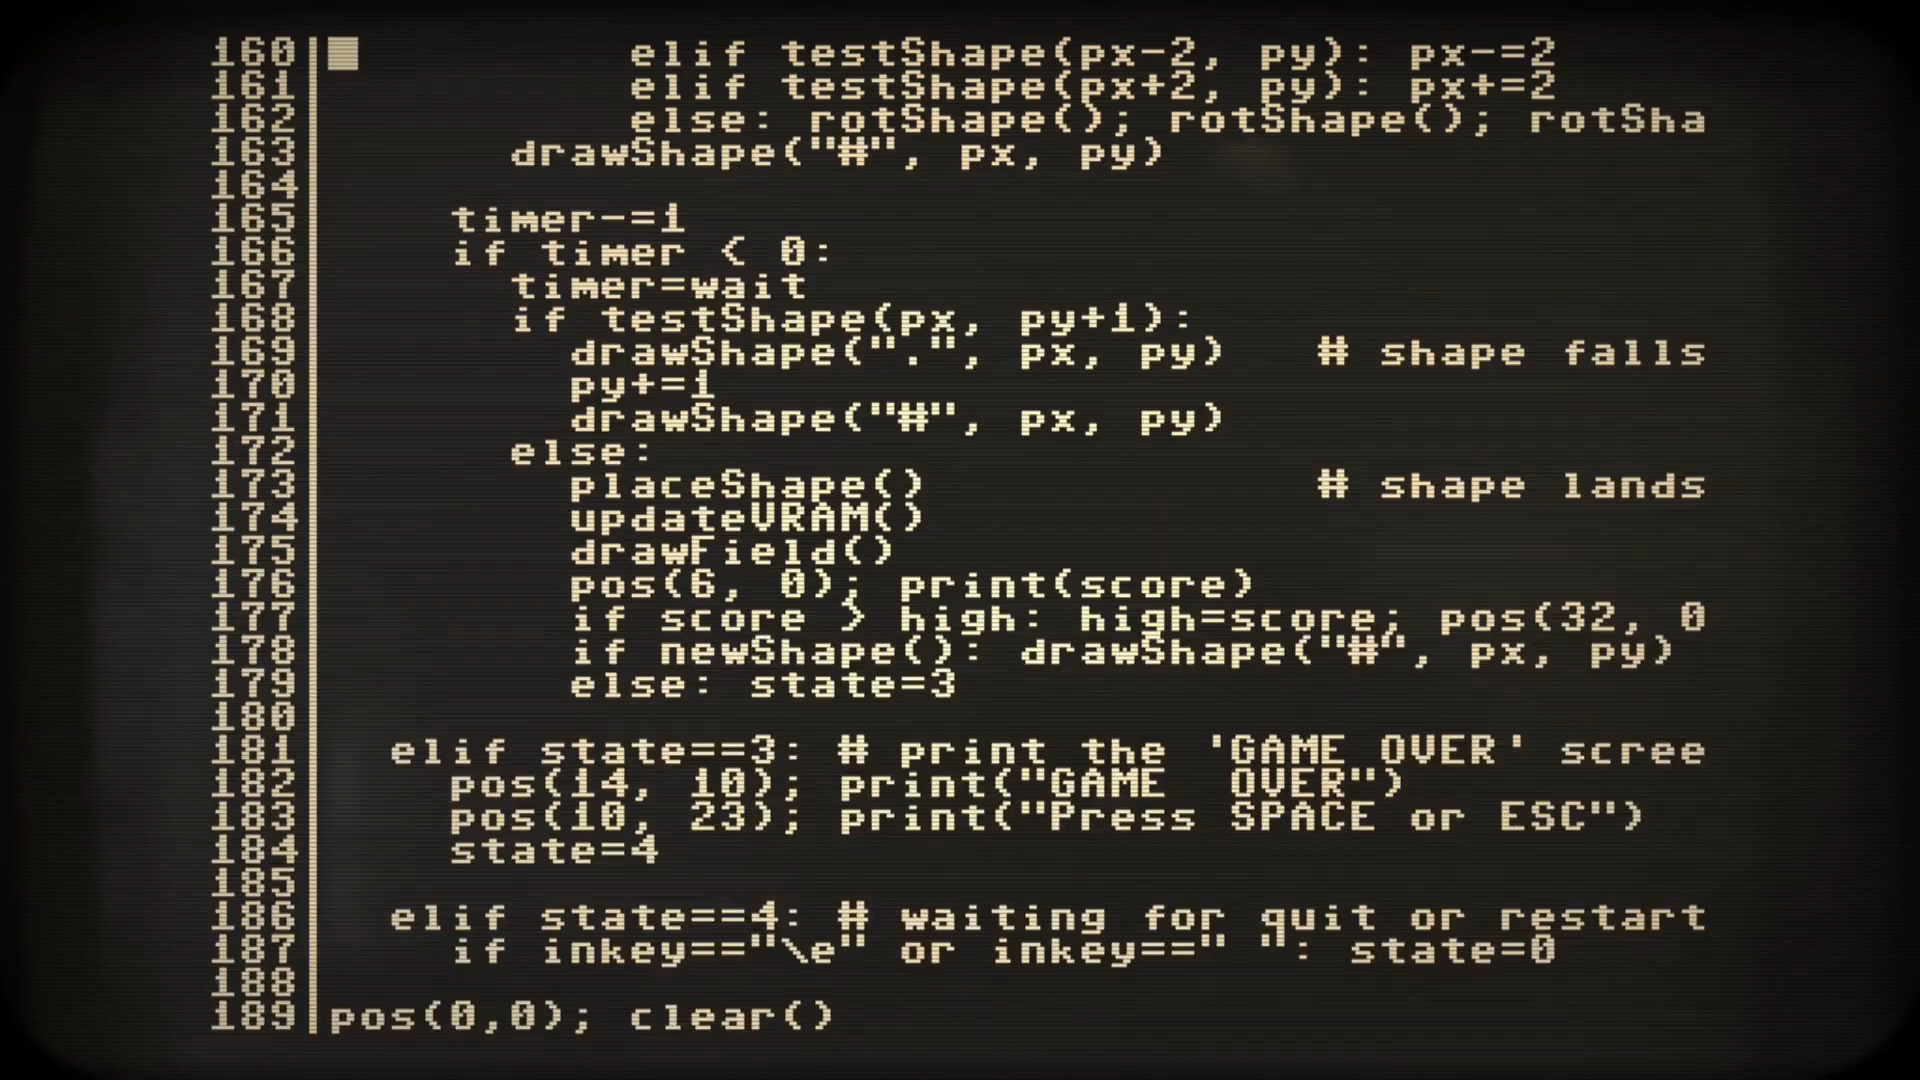 160                     elif testShape(px-2, py): px-=2
161                     elif testShape(px+2, py): px+=2
162                     else: rotShape(); rotShape(); rotSha
163             drawShape("#", px, py)
164
165         timer-=1
166         if timer < 0:
167             timer=wait
168             if testShape(px, py+1):
169                 drawShape(".", px, py)   # shape falls
170                 py+=1
171                 drawShape("#", px, py)
172             else:
173                 placeShape()             # shape lands
174                 updateVRAM()
175                 drawField()
176                 pos(6, 0); print(score)
177                 if score > high: high=score; pos(32, 0
178                 if newShape(): drawShape("#", px, py)
179                 else: state=3
180
181     elif state==3: # print the 'GAME OVER' scree
182         pos(14, 10); print("GAME  OVER")
183         pos(10, 23); print("Press SPACE or ESC")
184         state=4
185
186     elif state==4: # waiting for quit or restart
187         if inkey=="\e" or inkey==" ": state=0
188
189 pos(0,0); clear()